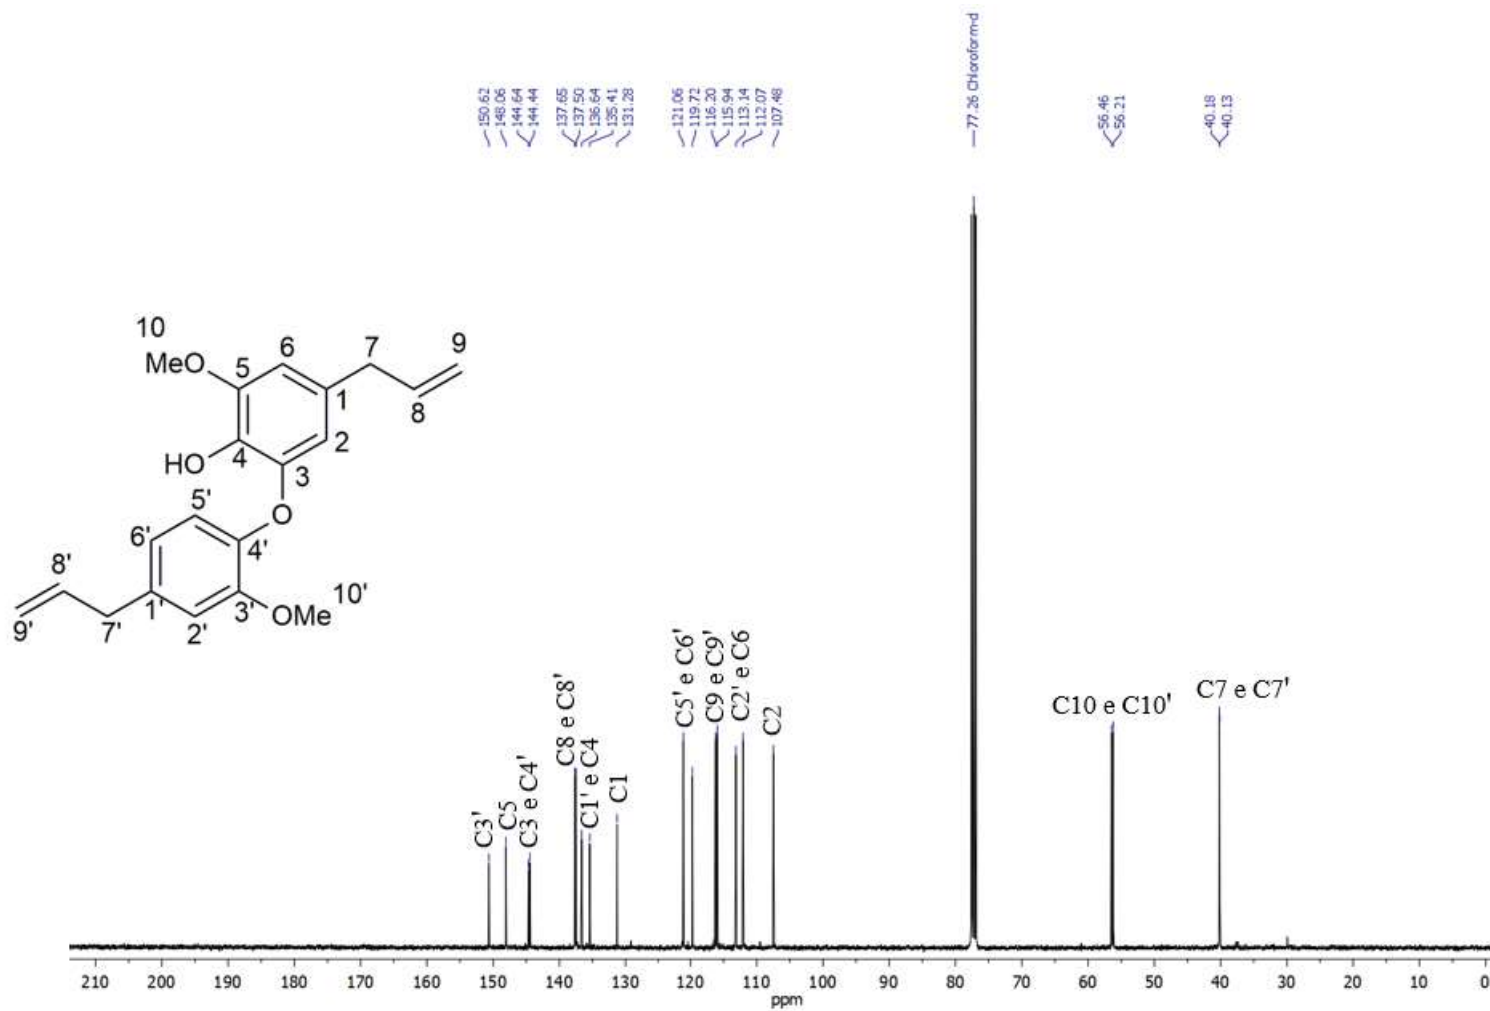 150.62
148.06
144.64
144.44
137.65
137.50
136.64
135.41
131.28
121.06
119.72
116.20
115.94
113.14
112.07
107.48
77.26 Chloroform-d
56.46
56.21
40.18
40.13
10
MeO
5
6
7
9
1
8
2
HO
4
3
5'
O
6'
4'
8'
1'
3'
10'
OMe
9'
7'
2'
C3'
C5
C3 e C4'
C8 e C8'
C1' e C4
C1
C5' e C6'
C9 e C9'
C2' e C6
C2
C10 e C10'
C7 e C7'
210 200 190 180 170 160 150 140 130 120 110 100 90 80 70 60 50 40 30 20 10 0
ppm